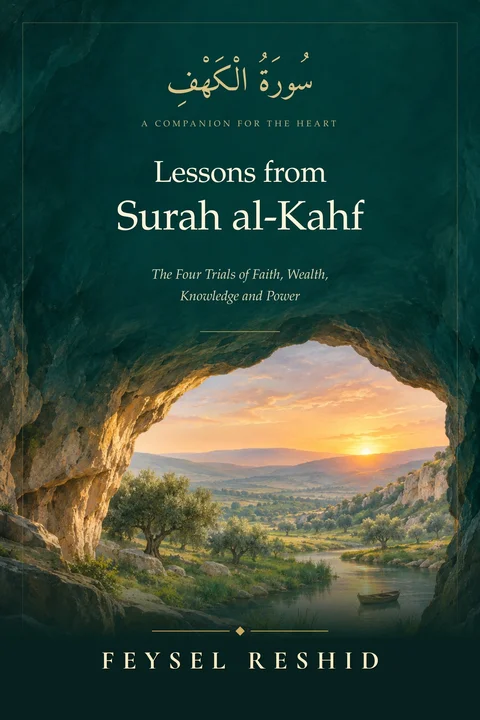 سُورَةُ الْكَهْفِ
A COMPANION FOR THE HEART
Lessons from
Surah al-Kahf
The Four Trials of Faith, Wealth,
Knowledge and Power
FEYSEL RESHID